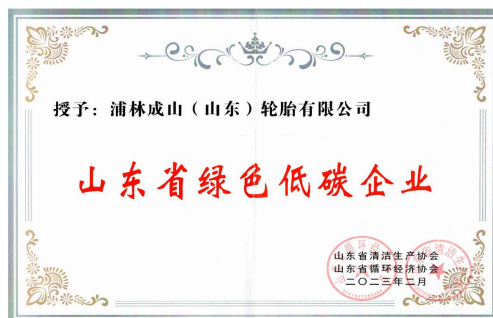 授予：浦林成山（山东）轮胎有限公司
山东省绿色低碳企业
山东省清洁生产协会
山东省循环经济协会
二〇二三年二月